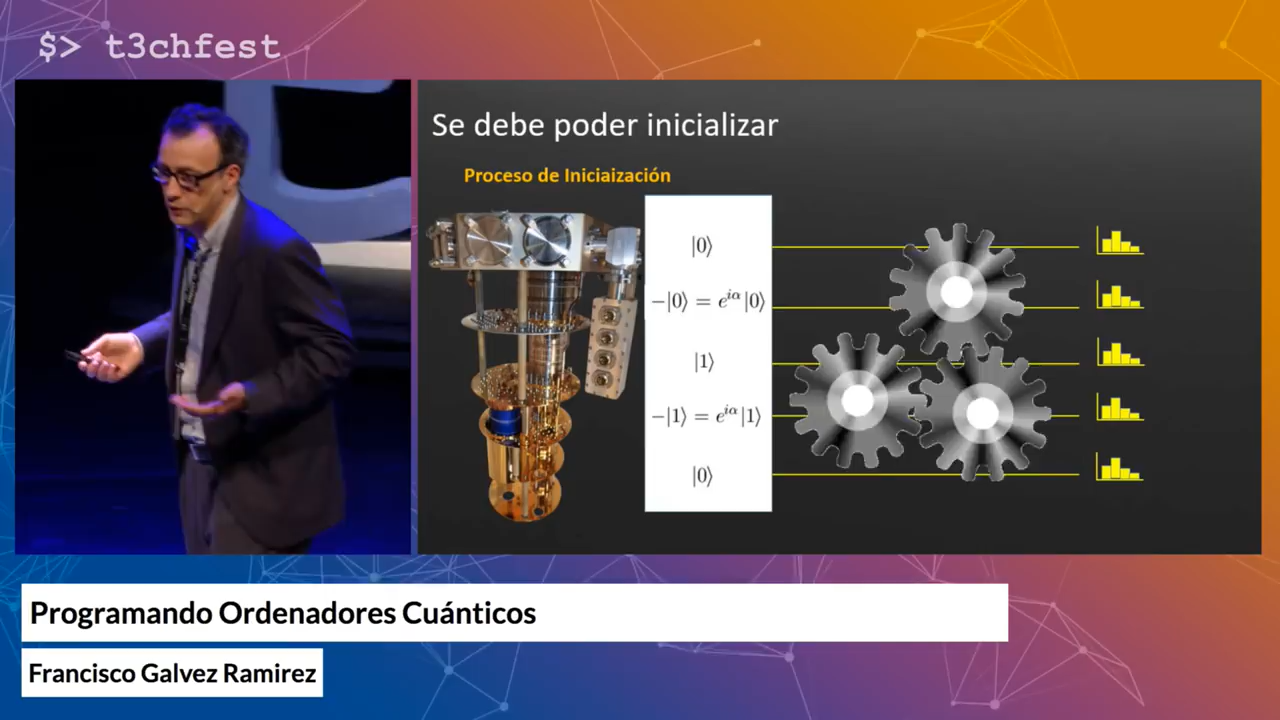 $> t3chfest
Se debe poder inicializar
Proceso de Iniciaización
|0⟩
−|0⟩ = e^{iα}|0⟩
|1⟩
−|1⟩ = e^{iα}|1⟩
|0⟩
Programando Ordenadores Cuánticos
Francisco Galvez Ramirez